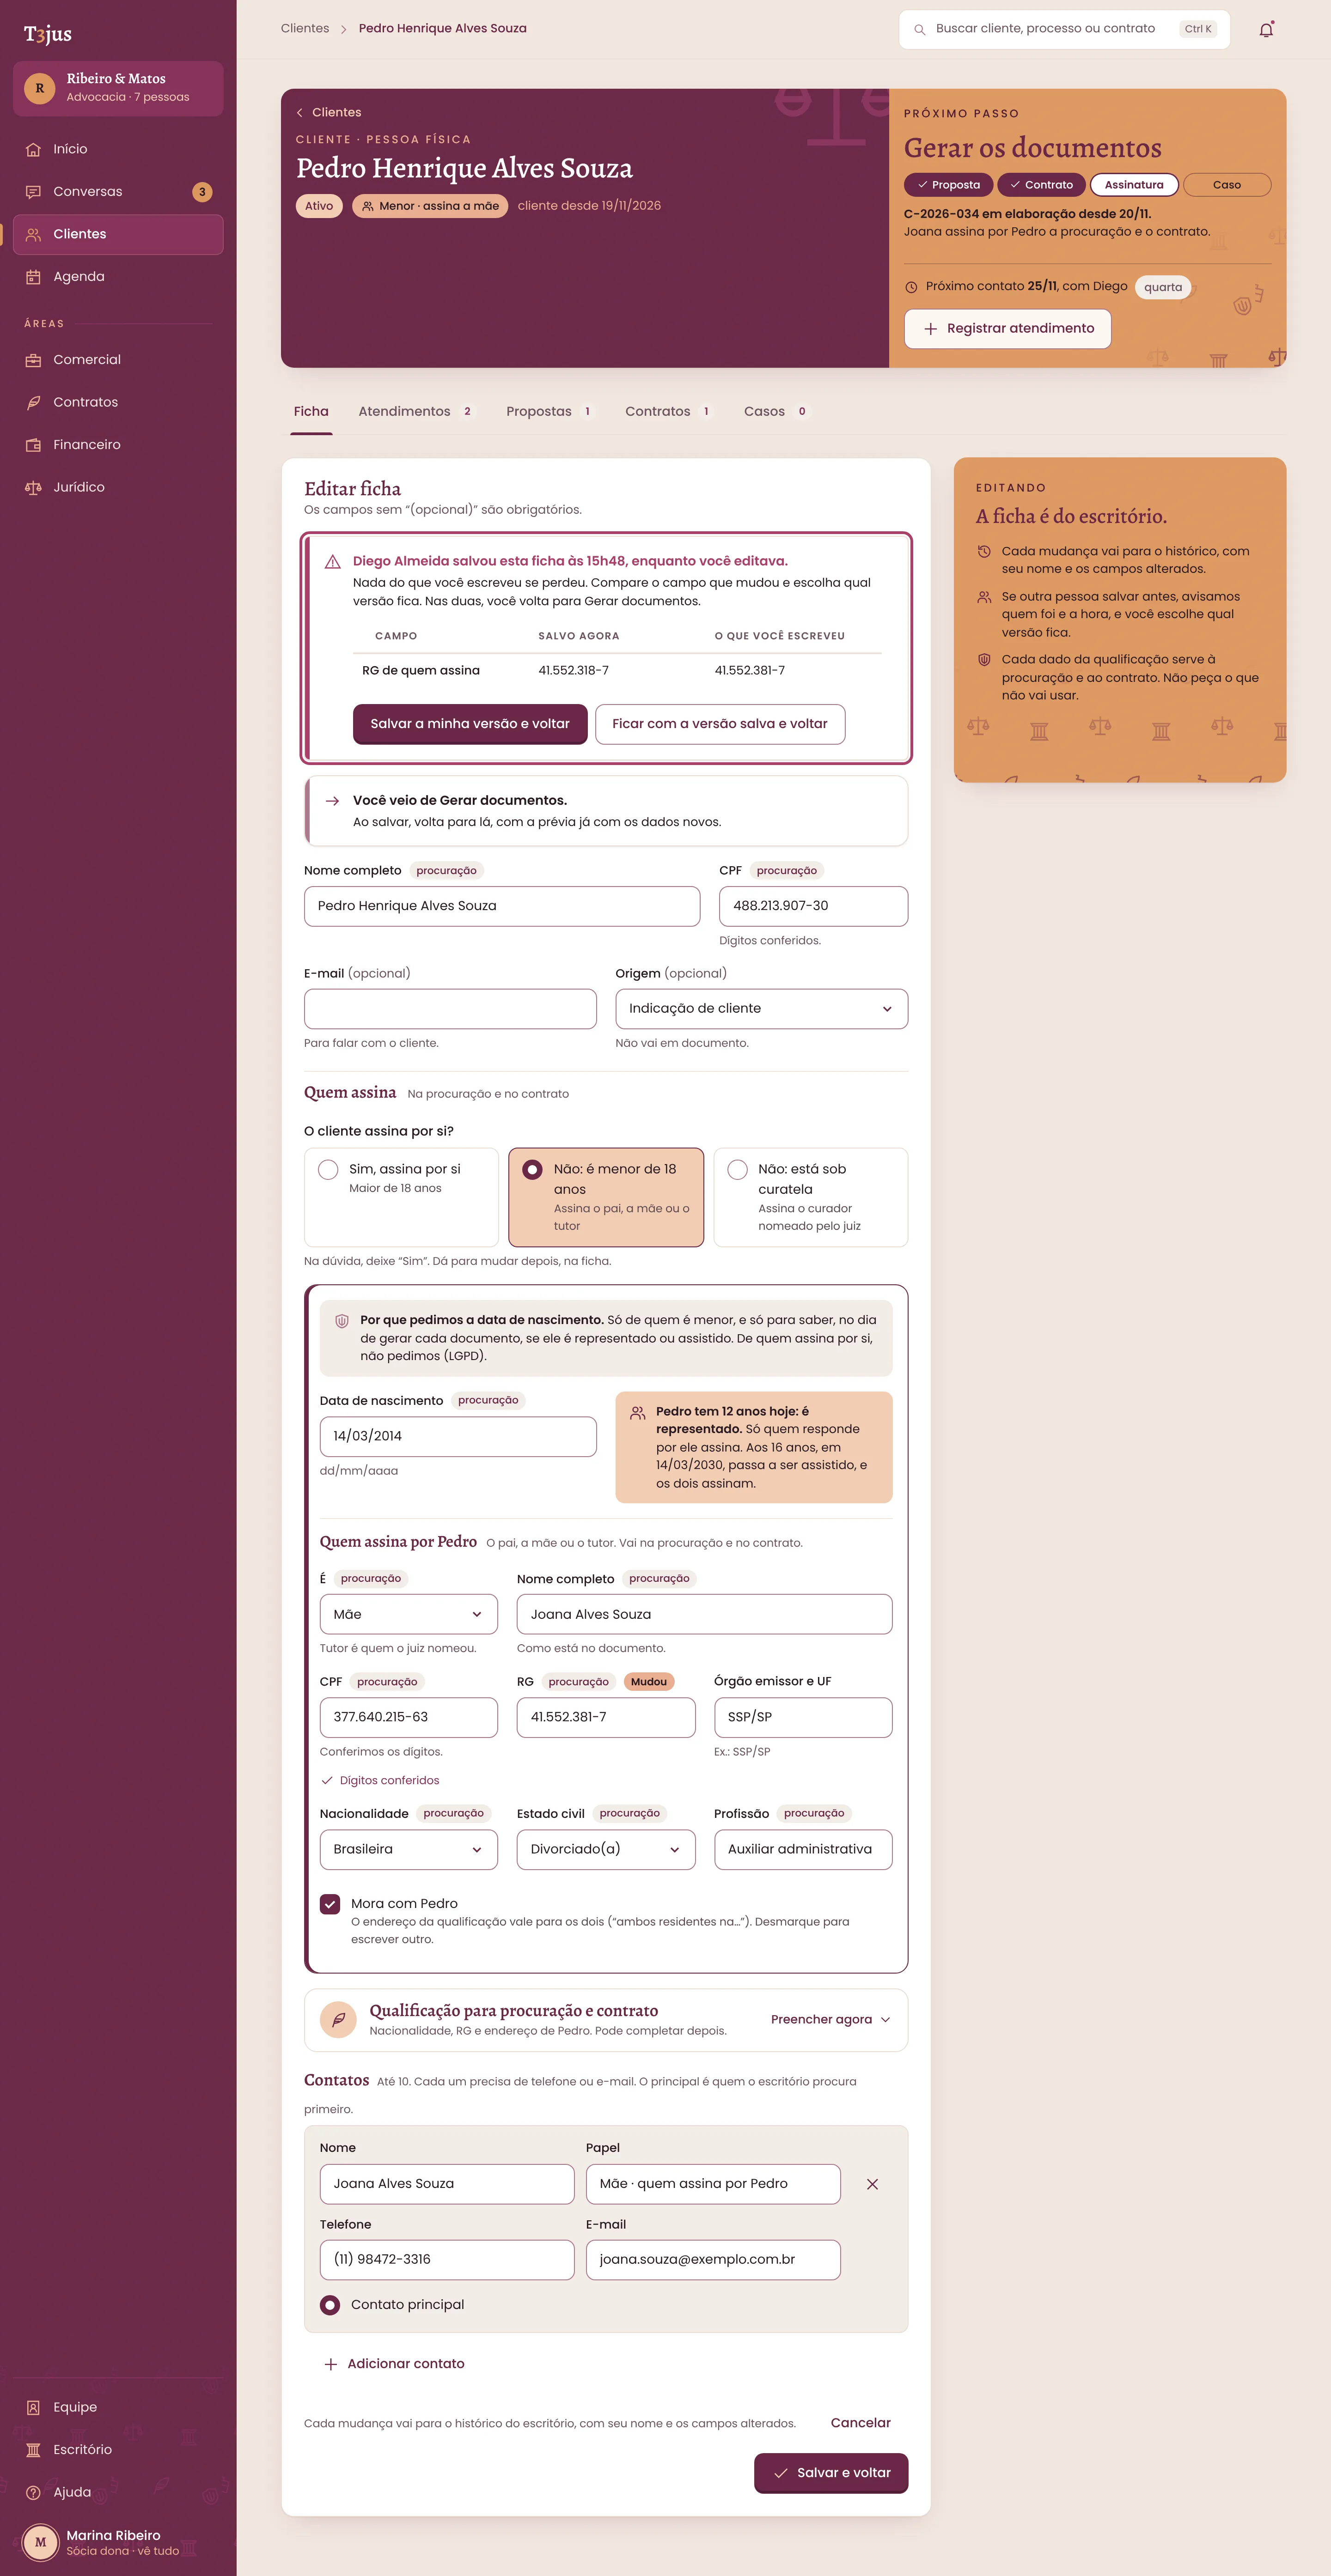 T3jus
R
Ribeiro & Matos
Advocacia · 7 pessoas
Início
Conversas
3
Clientes
Agenda
ÁREAS
Comercial
Contratos
Financeiro
Jurídico
Equipe
Escritório
Ajuda
M
Marina Ribeiro
Sócia dona · vê tudo
Clientes
Pedro Henrique Alves Souza
Buscar cliente, processo ou contrato
Ctrl K
Clientes
CLIENTE · PESSOA FÍSICA
Pedro Henrique Alves Souza
Ativo
Menor · assina a mãe
cliente desde 19/11/2026
PRÓXIMO PASSO
Gerar os documentos
Proposta
Contrato
Assinatura
Caso
C-2026-034 em elaboração desde 20/11.
Joana assina por Pedro a procuração e o contrato.
Próximo contato 25/11, com Diego
quarta
Registrar atendimento
Ficha
Atendimentos 2
Propostas 1
Contratos 1
Casos 0
Editar ficha
Os campos sem “(opcional)” são obrigatórios.
Diego Almeida salvou esta ficha às 15h48, enquanto você editava.
Nada do que você escreveu se perdeu. Compare o campo que mudou e escolha qual
versão fica. Nas duas, você volta para Gerar documentos.
CAMPO
SALVO AGORA
O QUE VOCÊ ESCREVEU
RG de quem assina
41.552.318-7
41.552.381-7
Salvar a minha versão e voltar
Ficar com a versão salva e voltar
Você veio de Gerar documentos.
Ao salvar, volta para lá, com a prévia já com os dados novos.
Nome completo procuração
CPF procuração
Pedro Henrique Alves Souza
488.213.907-30
Dígitos conferidos.
E-mail (opcional)
Origem (opcional)
Indicação de cliente
Para falar com o cliente.
Não vai em documento.
Quem assina Na procuração e no contrato
O cliente assina por si?
Sim, assina por si
Maior de 18 anos
Não: é menor de 18
anos
Assina o pai, a mãe ou o
tutor
Não: está sob
curatela
Assina o curador
nomeado pelo juiz
Na dúvida, deixe “Sim”. Dá para mudar depois, na ficha.
Por que pedimos a data de nascimento. Só de quem é menor, e só para saber, no dia
de gerar cada documento, se ele é representado ou assistido. De quem assina por si,
não pedimos (LGPD).
Data de nascimento procuração
14/03/2014
dd/mm/aaaa
Pedro tem 12 anos hoje: é
representado. Só quem responde
por ele assina. Aos 16 anos, em
14/03/2030, passa a ser assistido, e
os dois assinam.
Quem assina por Pedro O pai, a mãe ou o tutor. Vai na procuração e no contrato.
É procuração
Nome completo procuração
Mãe
Joana Alves Souza
Tutor é quem o juiz nomeou.
Como está no documento.
CPF procuração
RG procuração Mudou
Órgão emissor e UF
377.640.215-63
41.552.381-7
SSP/SP
Conferimos os dígitos.
Ex.: SSP/SP
Dígitos conferidos
Nacionalidade procuração
Estado civil procuração
Profissão procuração
Brasileira
Divorciado(a)
Auxiliar administrativa
Mora com Pedro
O endereço da qualificação vale para os dois (“ambos residentes na…”). Desmarque para
escrever outro.
Qualificação para procuração e contrato
Nacionalidade, RG e endereço de Pedro. Pode completar depois.
Preencher agora
Contatos Até 10. Cada um precisa de telefone ou e-mail. O principal é quem o escritório procura
primeiro.
Nome
Papel
Joana Alves Souza
Mãe · quem assina por Pedro
Telefone
E-mail
(11) 98472-3316
joana.souza@exemplo.com.br
Contato principal
Adicionar contato
Cada mudança vai para o histórico do escritório, com seu nome e os campos alterados.
Cancelar
Salvar e voltar
EDITANDO
A ficha é do escritório.
Cada mudança vai para o histórico, com
seu nome e os campos alterados.
Se outra pessoa salvar antes, avisamos
quem foi e a hora, e você escolhe qual
versão fica.
Cada dado da qualificação serve à
procuração e ao contrato. Não peça o que
não vai usar.